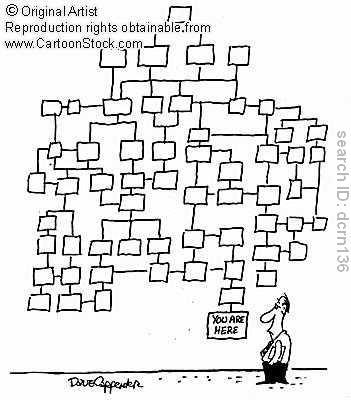 © Original Artist
Reproduction rights obtainable from
www.CartoonStock.com
search ID: dcrn136
YOU ARE
HERE